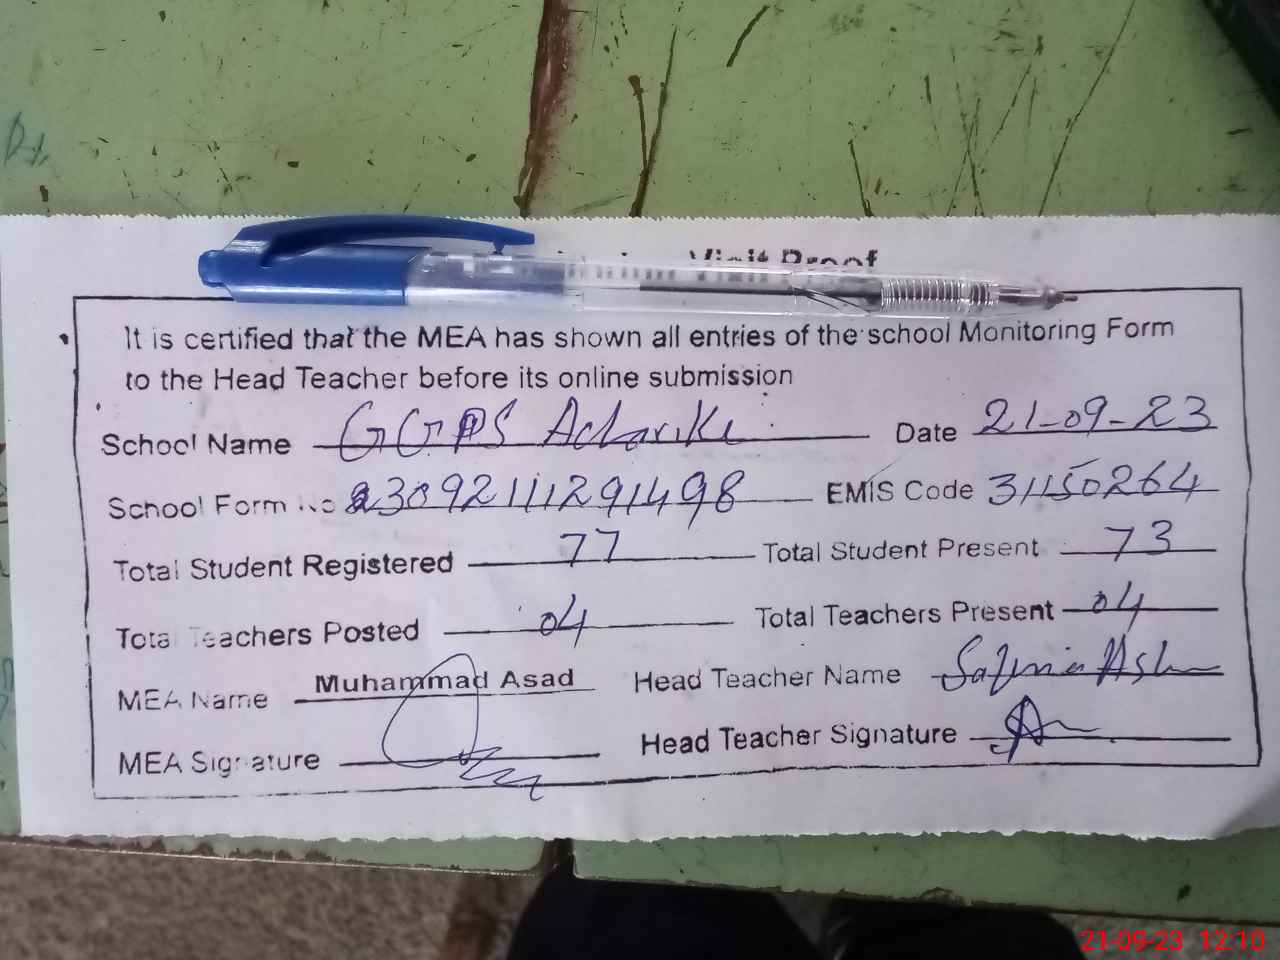 Visit Proof
It is certified that the MEA has shown all entries of the school Monitoring Form
to the Head Teacher before its online submission
School Name GGPS Date 21-09-23
School Form No 23092111291498 EMIS Code 31150264
Total Student Registered 77 Total Student Present 73
Total Teachers Posted 04 Total Teachers Present 04
MEA Name Muhammad Asad Head Teacher Name
MEA Signature Head Teacher Signature
21-09-23 12:10